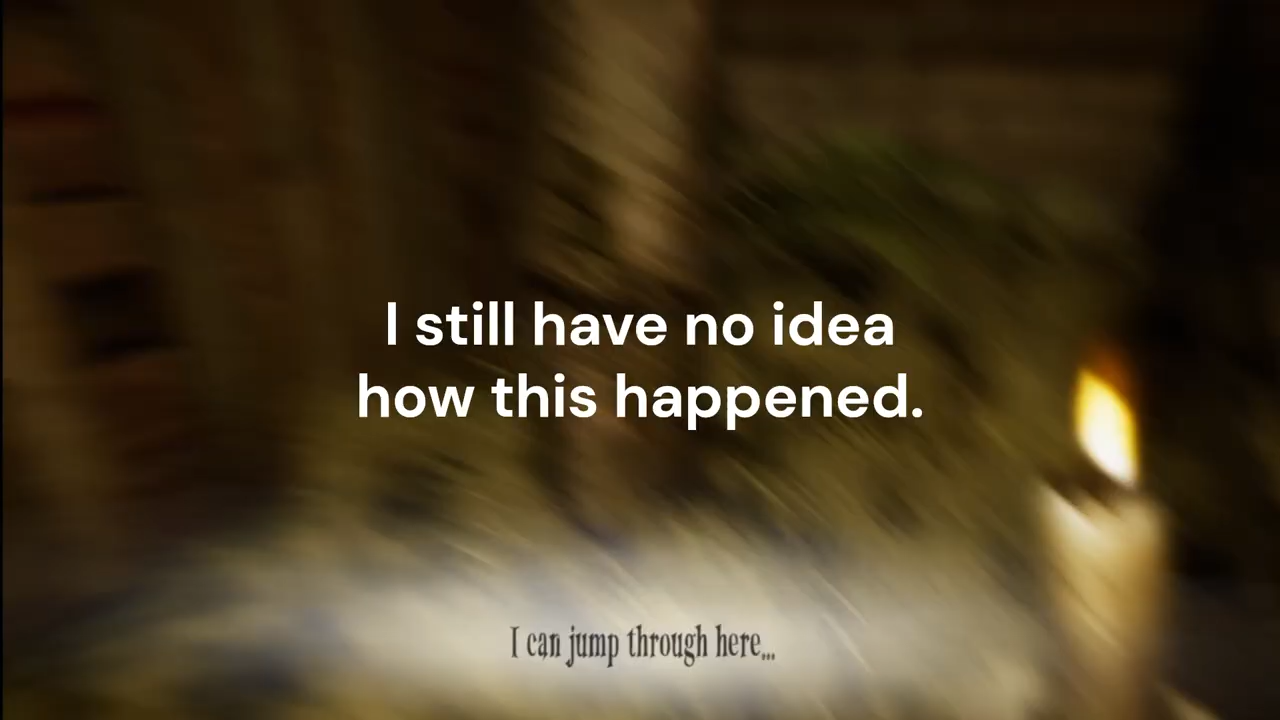 I still have no idea
how this happened.
I can jump through here...